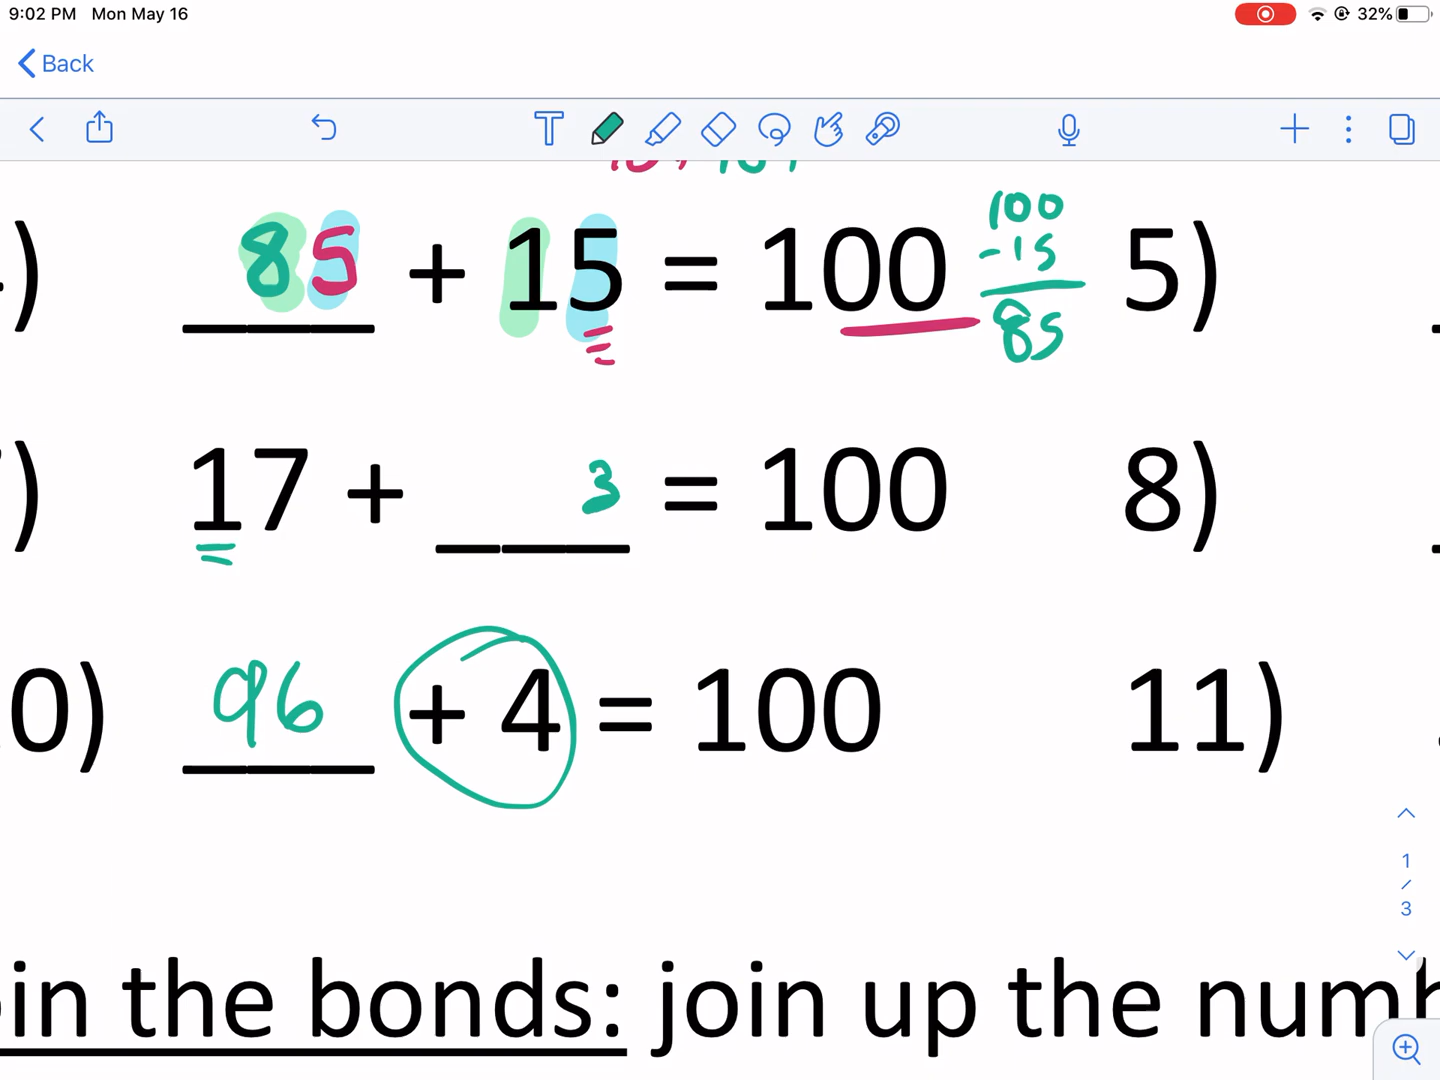 9:02 PM Mon May 16
32%
Back
T
85 + 15 = 100
100
-15
85
5)
17 + 3 = 100
8)
0) 96 + 4 = 100
11)
1
/
3
in the bonds: join up the numb